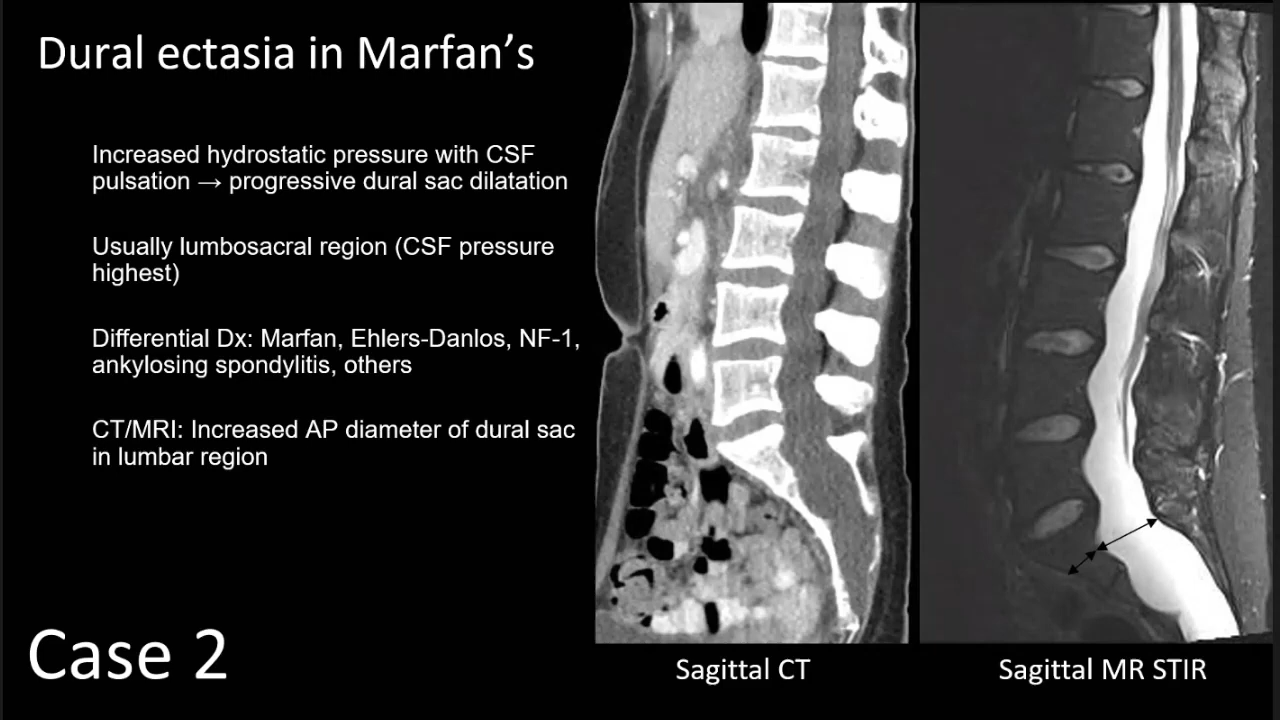 Dural ectasia in Marfan’s
Increased hydrostatic pressure with CSF
pulsation → progressive dural sac dilatation
Usually lumbosacral region (CSF pressure
highest)
Differential Dx: Marfan, Ehlers-Danlos, NF-1,
ankylosing spondylitis, others
CT/MRI: Increased AP diameter of dural sac
in lumbar region
Case 2
Sagittal CT
Sagittal MR STIR